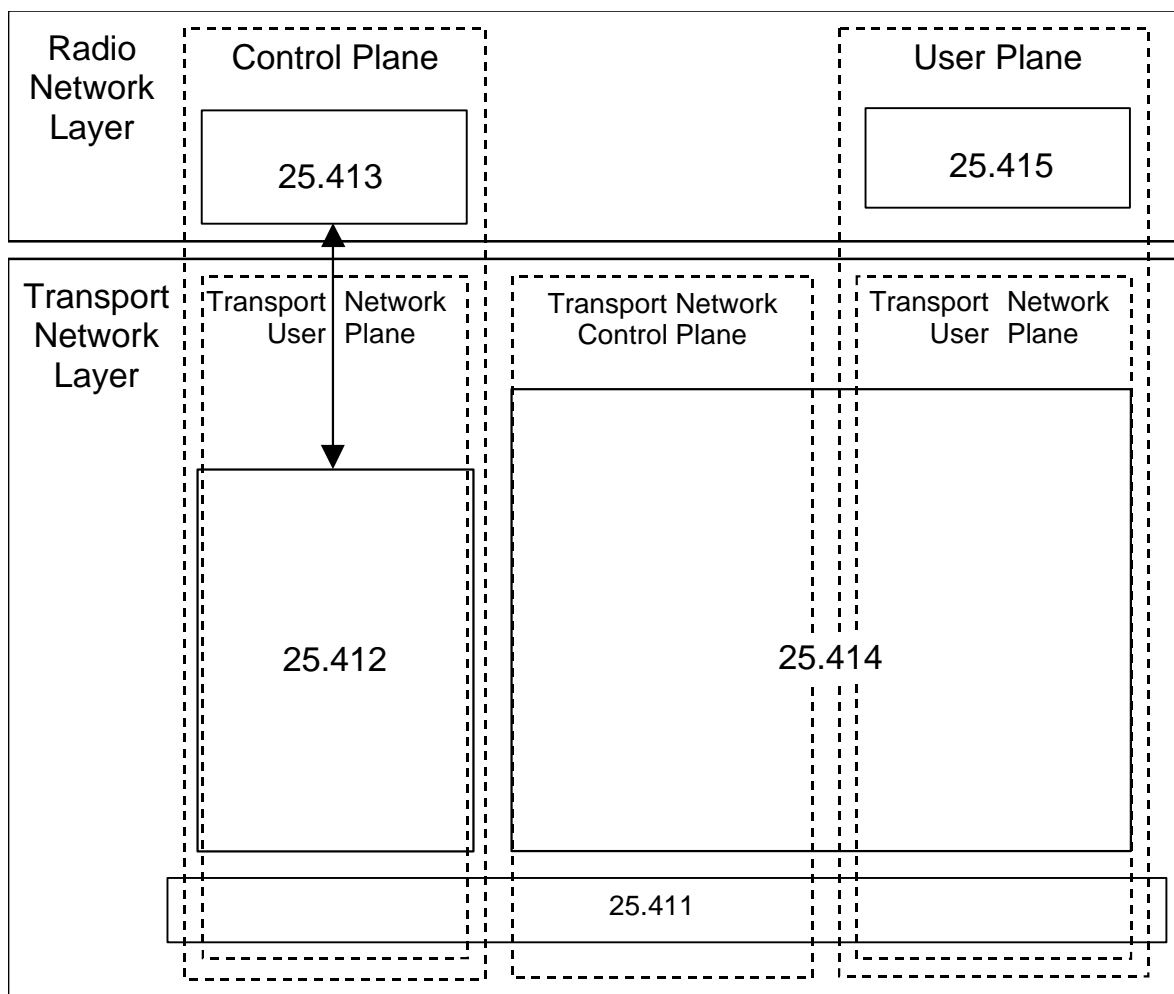 Radio
Network
Layer
Control Plane
User Plane
25.413
25.415
Transport
Network
Layer
Transport Network
User Plane
Transport Network
Control Plane
Transport Network
User Plane
25.412
25.414
25.411